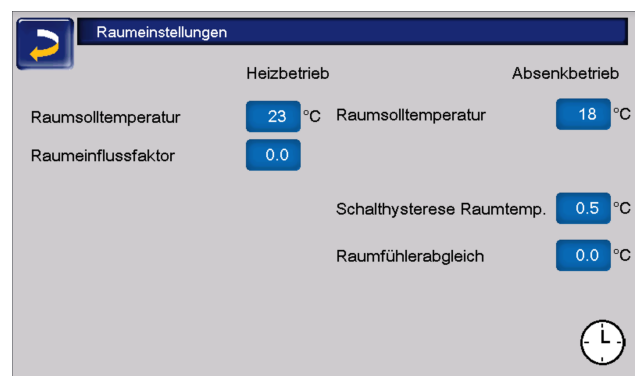 Raumeinstellungen
Heizbetrieb Absenkbetrieb
Raumsolltemperatur 23 °C Raumsolltemperatur 18 °C
Raumeinflussfaktor 0.0
Schalthysterese Raumtemp. 0.5 °C
Raumfühlerabgleich 0.0 °C